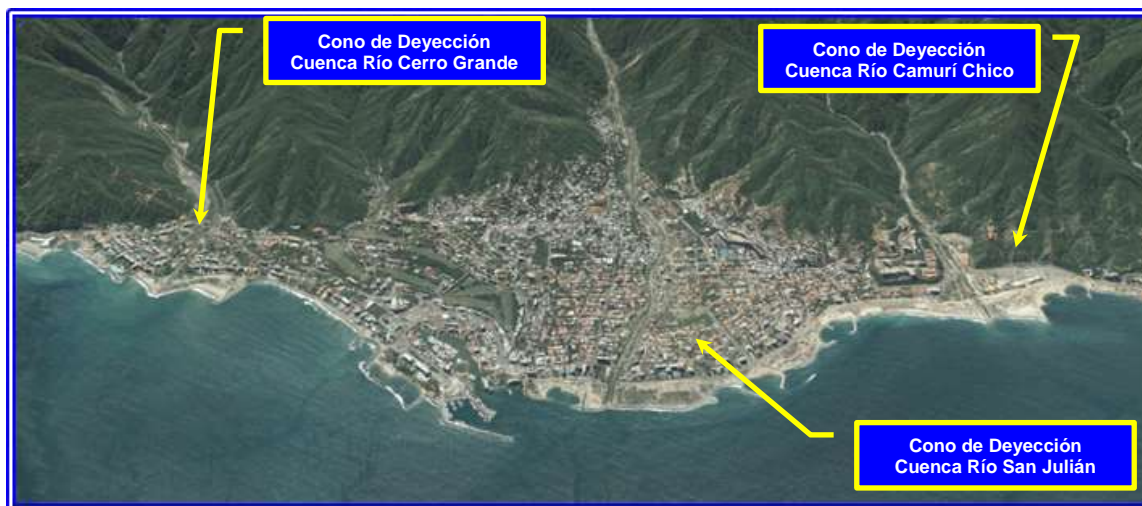 Cono de Deyección
Cuenca Río Cerro Grande
Cono de Deyección
Cuenca Río Camurí Chico
Cono de Deyección
Cuenca Río San Julián